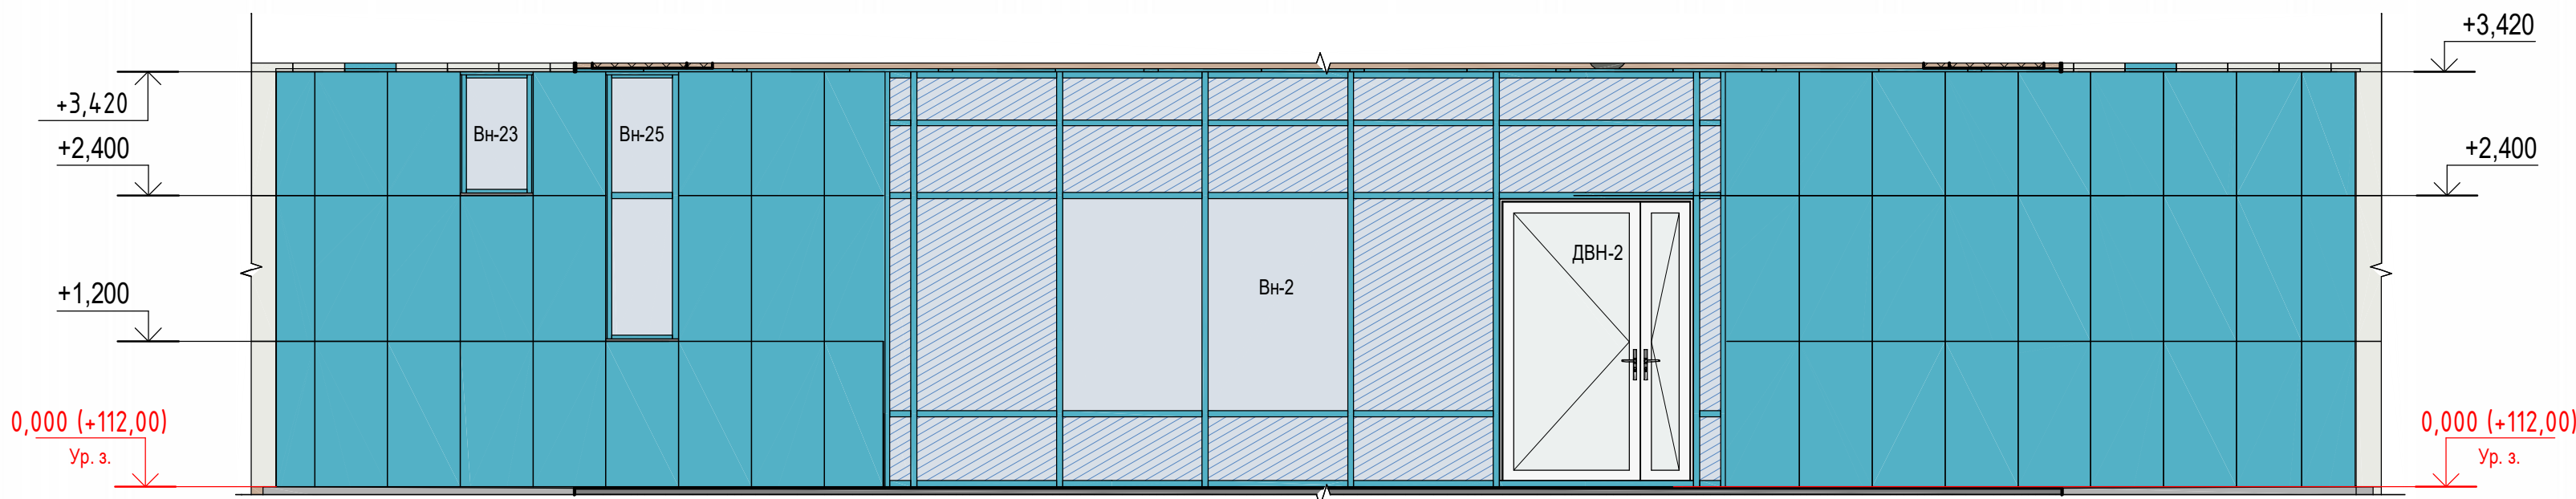 +3,420
+3,420
Вн-23
Вн-25
+2,400
+2,400
ДВН-2
Вн-2
+1,200
0,000 (+112,00)
Ур. з.
0,000 (+112,00)
Ур. з.